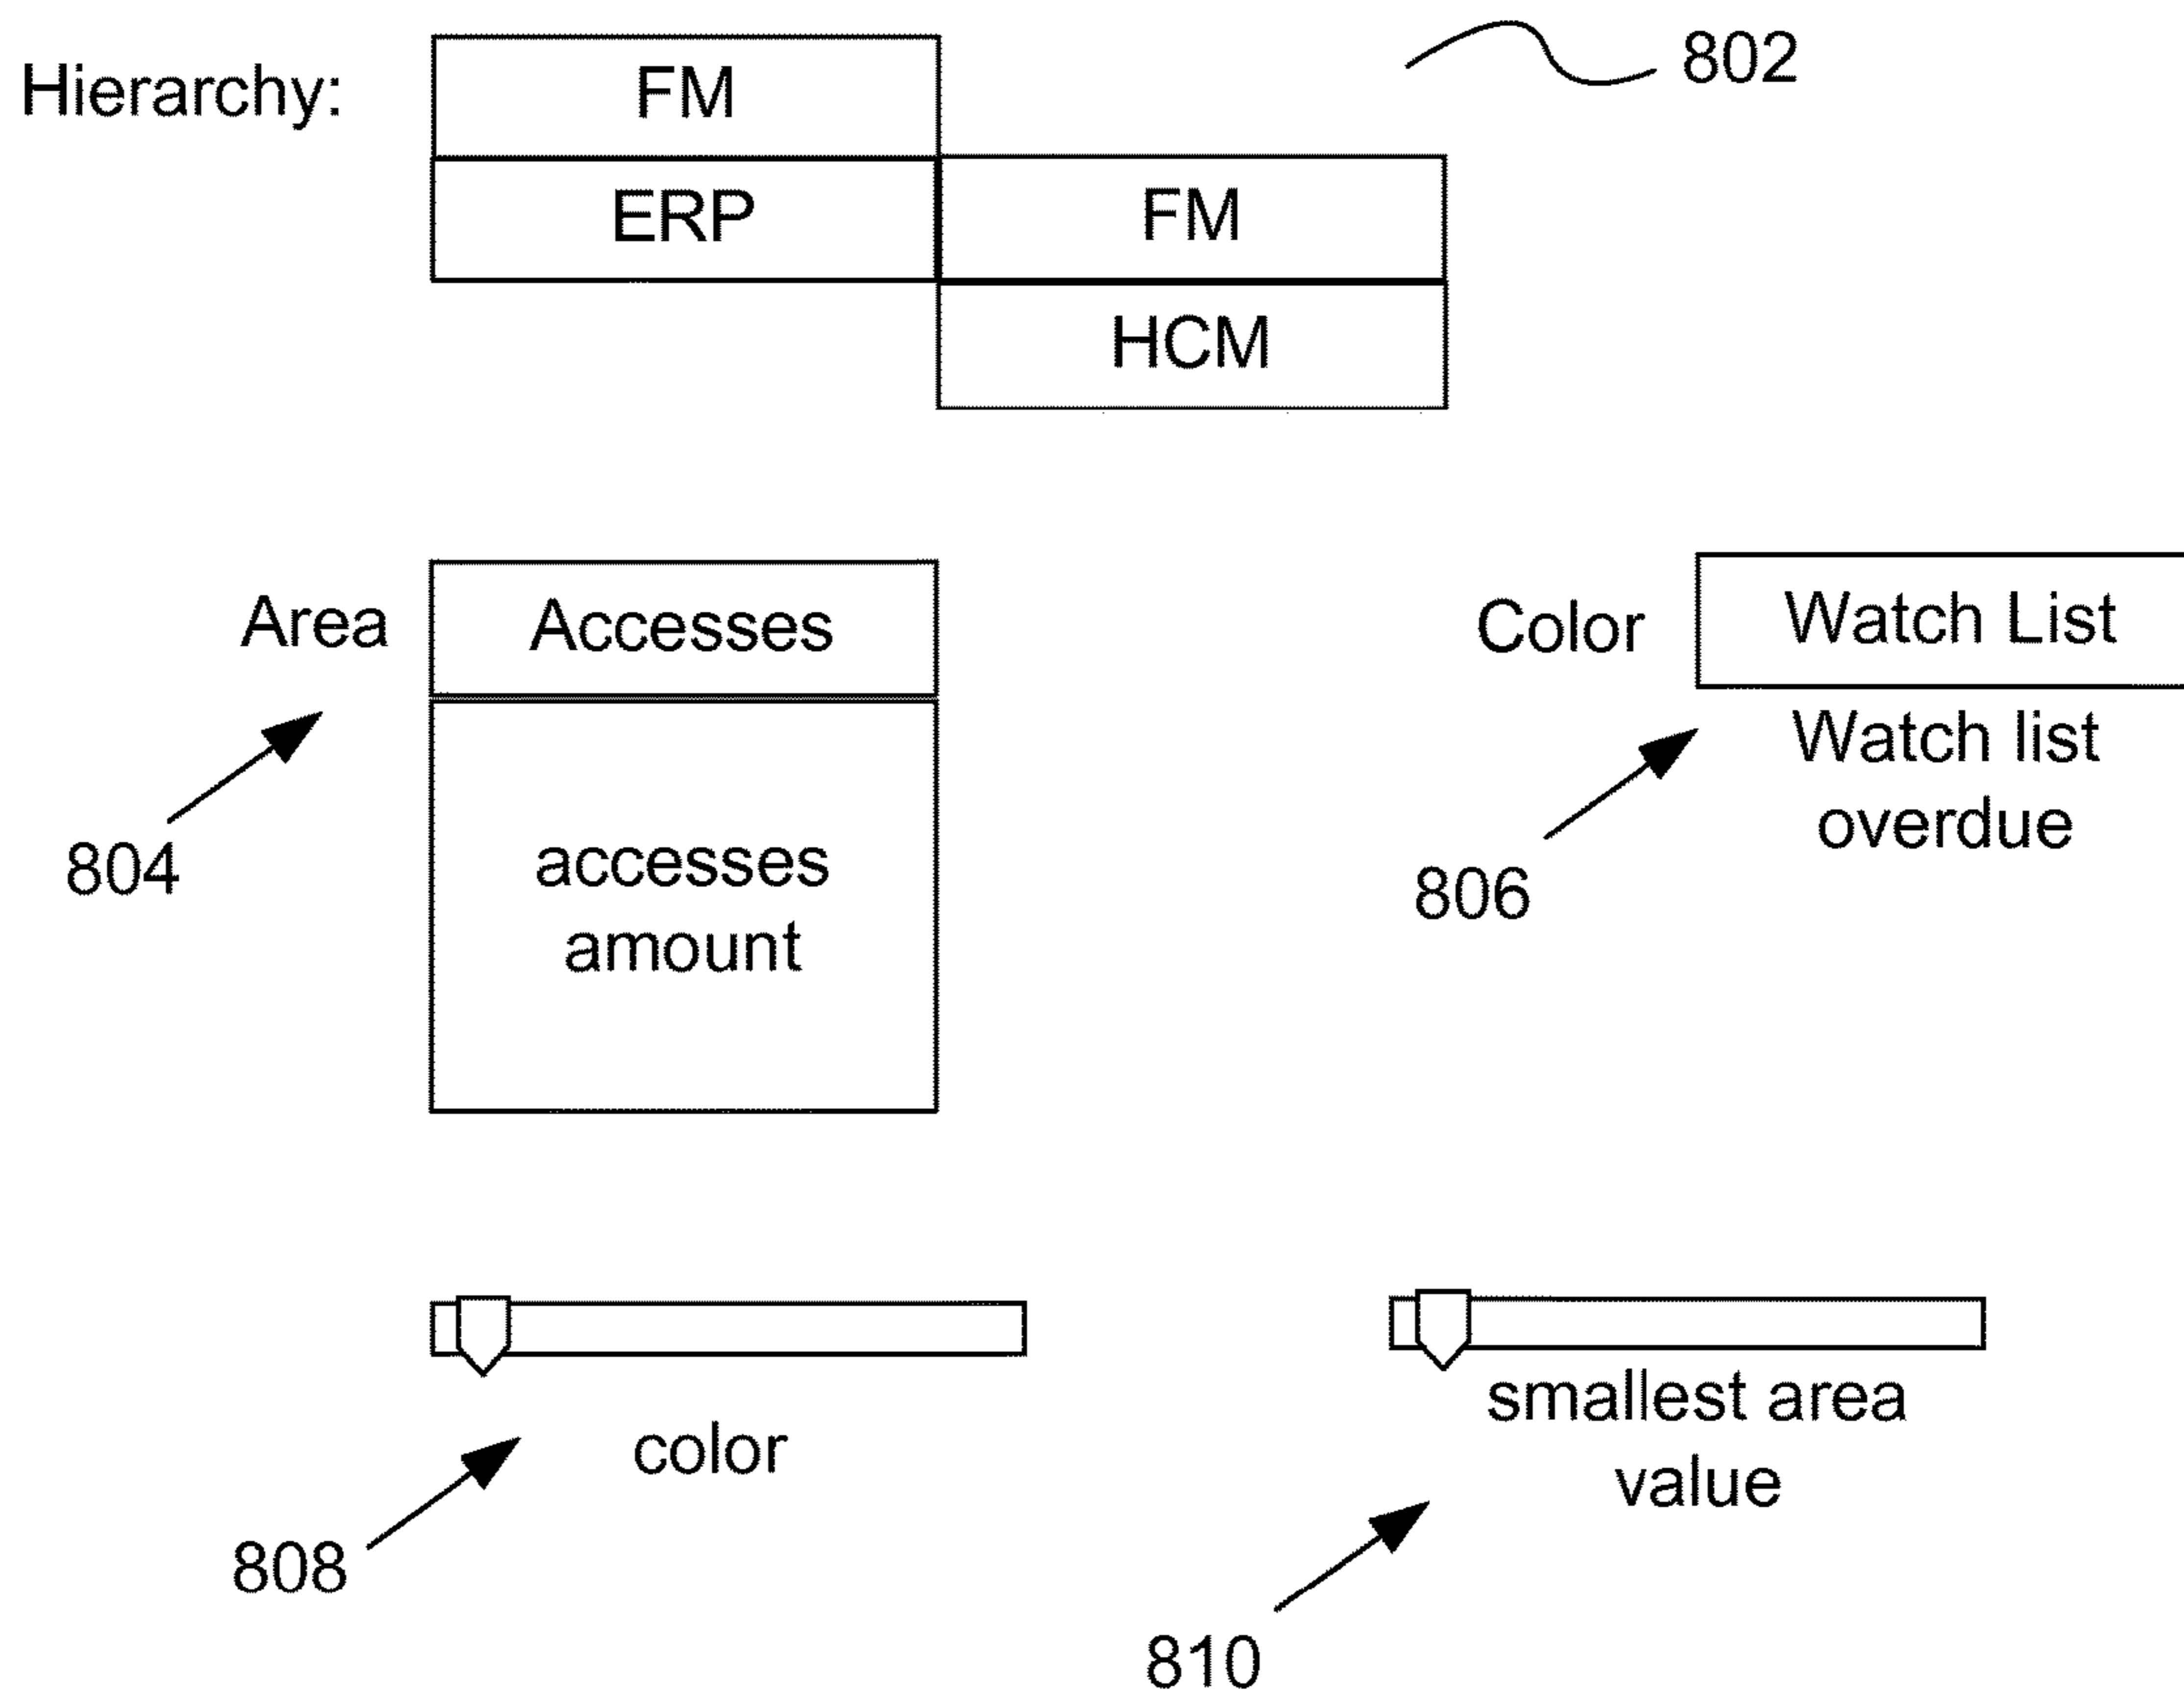 Hierarchy:
FM
802
ERP
FM
HCM
Area
Accesses
Color
Watch List
Watch list
overdue
804
accesses
amount
806
color
smallest area
value
808
810